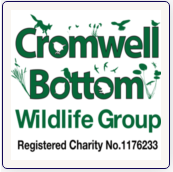 Cromwell
Bottom
Wildlife Group
Registered Charity No.1176233